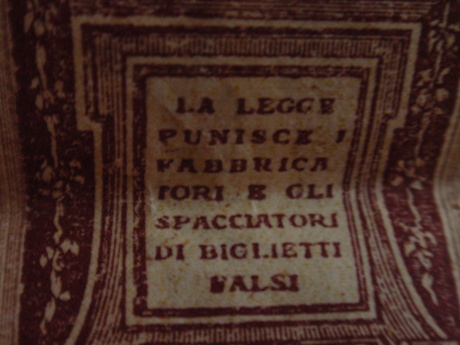 LA LEGGE
PUNISCE I
FABBRICA
TORI E GLI
SPACCIATORI
DI BIGLIETTI
FALSI